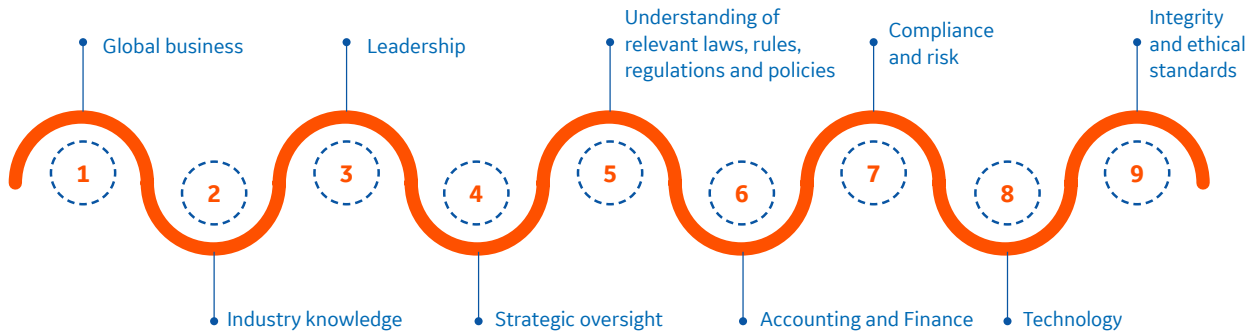 1
Global business
2
Industry knowledge
3
Leadership
4
Strategic oversight
5
Understanding of
relevant laws, rules,
regulations and policies
6
Accounting and Finance
7
Compliance
and risk
8
Technology
9
Integrity
and ethical
standards